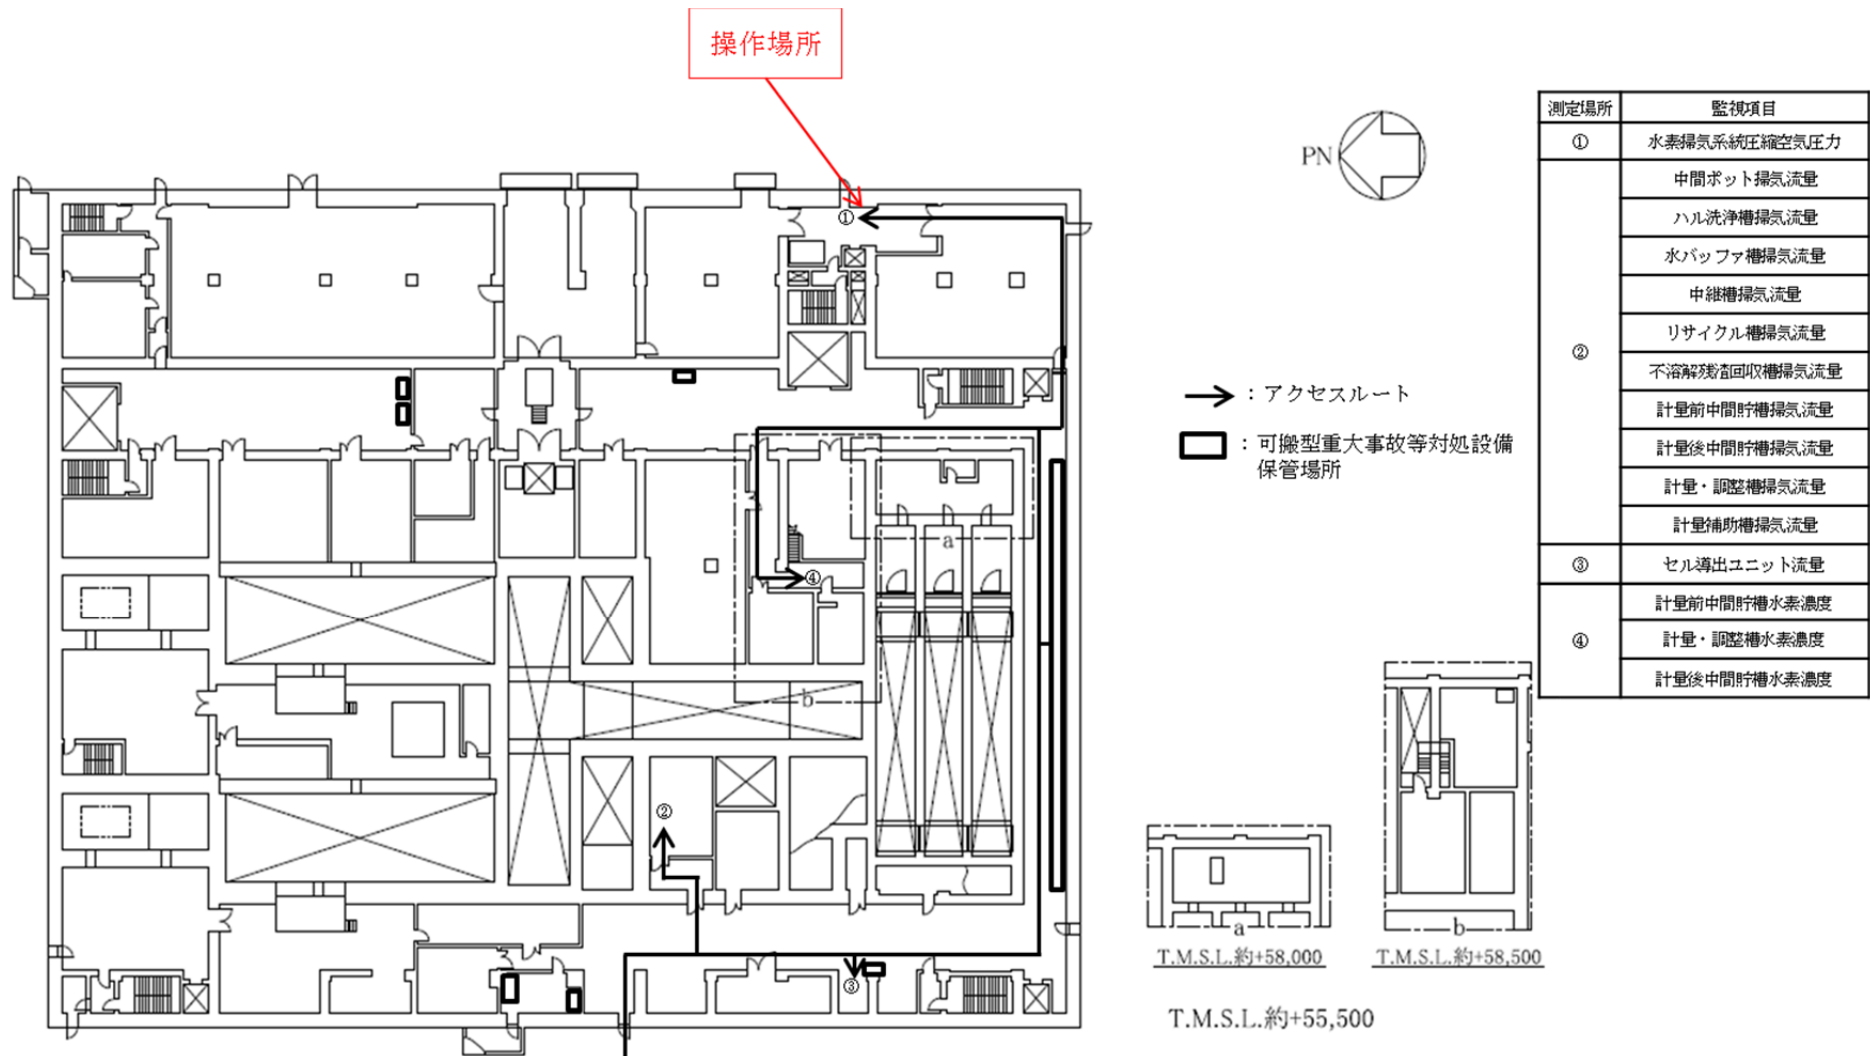 操作場所
PN
①
②
③
④
a
b
→：アクセスルート
：可搬型重大事故等対処設備
保管場所
測定場所 監視項目
① 水素掃気系統圧縮空気圧力
② 中間ポット掃気流量
ハル洗浄槽掃気流量
水バッファ槽掃気流量
中継槽掃気流量
リサイクル槽掃気流量
不溶解残渣回収槽掃気流量
計量前中間貯槽掃気流量
計量後中間貯槽掃気流量
計量・調整槽掃気流量
計量補助槽掃気流量
③ セル導出ユニット流量
④ 計量前中間貯槽水素濃度
計量・調整槽水素濃度
計量後中間貯槽水素濃度
a
T.M.S.L.約+58,000
b
T.M.S.L.約+58,500
T.M.S.L.約+55,500